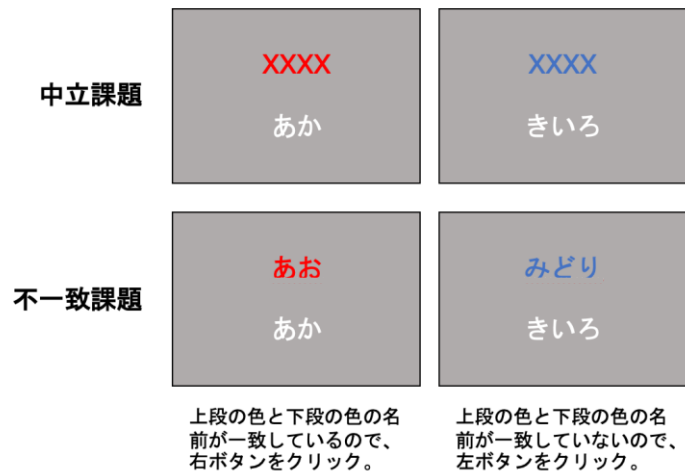 XXXX
XXXX
中立課題
あか
きいろ
あお
みどり
不一致課題
あか
きいろ
上段の色と下段の色の名
前が一致しているので、
右ボタンをクリック。
上段の色と下段の色の名
前が一致していないので、
左ボタンをクリック。